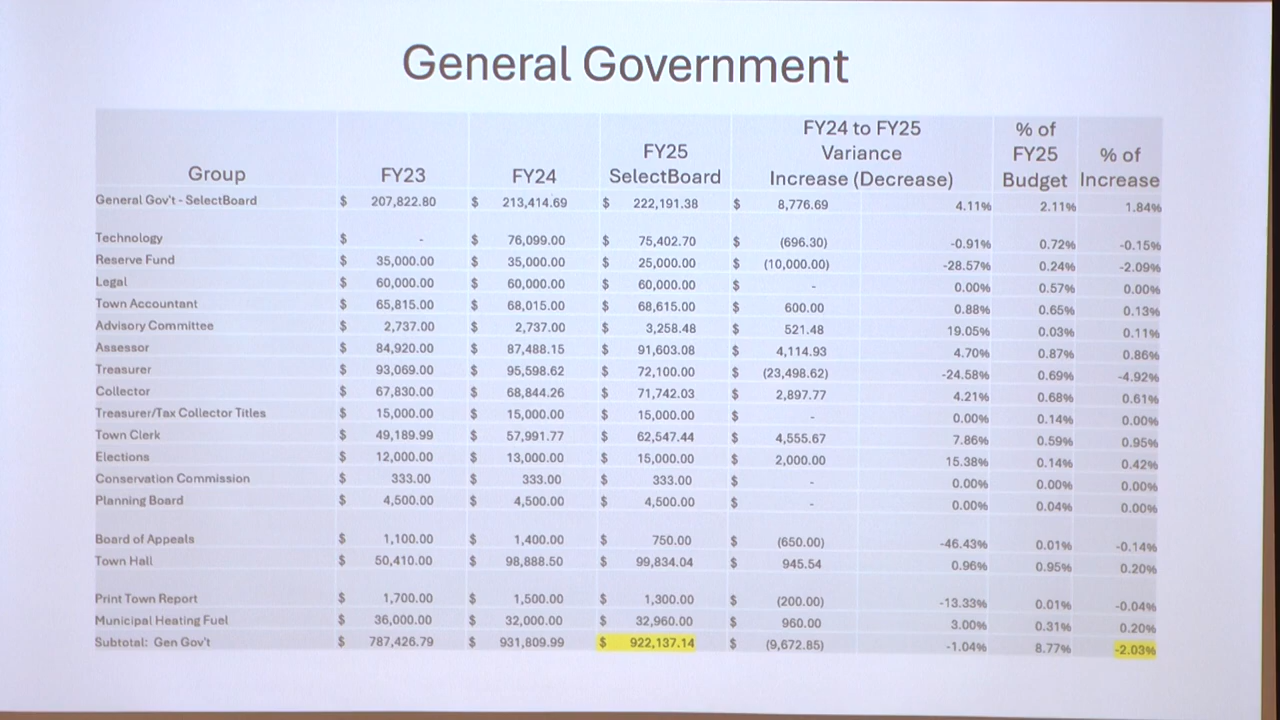 General Government
Group FY23 FY24 FY25 SelectBoard FY24 to FY25 Variance Increase (Decrease) % of FY25 Budget % of Increase
General Gov't - SelectBoard $ 207,822.80 $ 213,414.69 $ 222,191.38 $ 8,776.69 4.11% 2.11% 1.84%
Technology $ - $ 76,099.00 $ 75,402.70 $ (696.30) -0.91% 0.72% -0.15%
Reserve Fund $ 35,000.00 $ 35,000.00 $ 25,000.00 $ (10,000.00) -28.57% 0.24% -2.09%
Legal $ 60,000.00 $ 60,000.00 $ 60,000.00 $ - 0.00% 0.57% 0.00%
Town Accountant $ 65,815.00 $ 68,015.00 $ 68,615.00 $ 600.00 0.88% 0.65% 0.13%
Advisory Committee $ 2,737.00 $ 2,737.00 $ 3,258.48 $ 521.48 19.05% 0.03% 0.11%
Assessor $ 84,920.00 $ 87,488.15 $ 91,603.08 $ 4,114.93 4.70% 0.87% 0.86%
Treasurer $ 93,069.00 $ 95,598.62 $ 72,100.00 $ (23,498.62) -24.58% 0.69% -4.92%
Collector $ 67,830.00 $ 68,844.26 $ 71,742.03 $ 2,897.77 4.21% 0.68% 0.61%
Treasurer/Tax Collector Titles $ 15,000.00 $ 15,000.00 $ 15,000.00 $ - 0.00% 0.14% 0.00%
Town Clerk $ 49,189.99 $ 57,991.77 $ 62,547.44 $ 4,555.67 7.86% 0.59% 0.95%
Elections $ 12,000.00 $ 13,000.00 $ 15,000.00 $ 2,000.00 15.38% 0.14% 0.42%
Conservation Commission $ 333.00 $ 333.00 $ 333.00 $ - 0.00% 0.00% 0.00%
Planning Board $ 4,500.00 $ 4,500.00 $ 4,500.00 $ - 0.00% 0.04% 0.00%
Board of Appeals $ 1,100.00 $ 1,400.00 $ 750.00 $ (650.00) -46.43% 0.01% -0.14%
Town Hall $ 50,410.00 $ 98,888.50 $ 99,834.04 $ 945.54 0.96% 0.95% 0.20%
Print Town Report $ 1,700.00 $ 1,500.00 $ 1,300.00 $ (200.00) -13.33% 0.01% -0.04%
Municipal Heating Fuel $ 36,000.00 $ 32,000.00 $ 32,960.00 $ 960.00 3.00% 0.31% 0.20%
Subtotal: Gen Gov't $ 787,426.79 $ 931,809.99 $ 922,137.14 $ (9,672.85) -1.04% 8.77% -2.03%